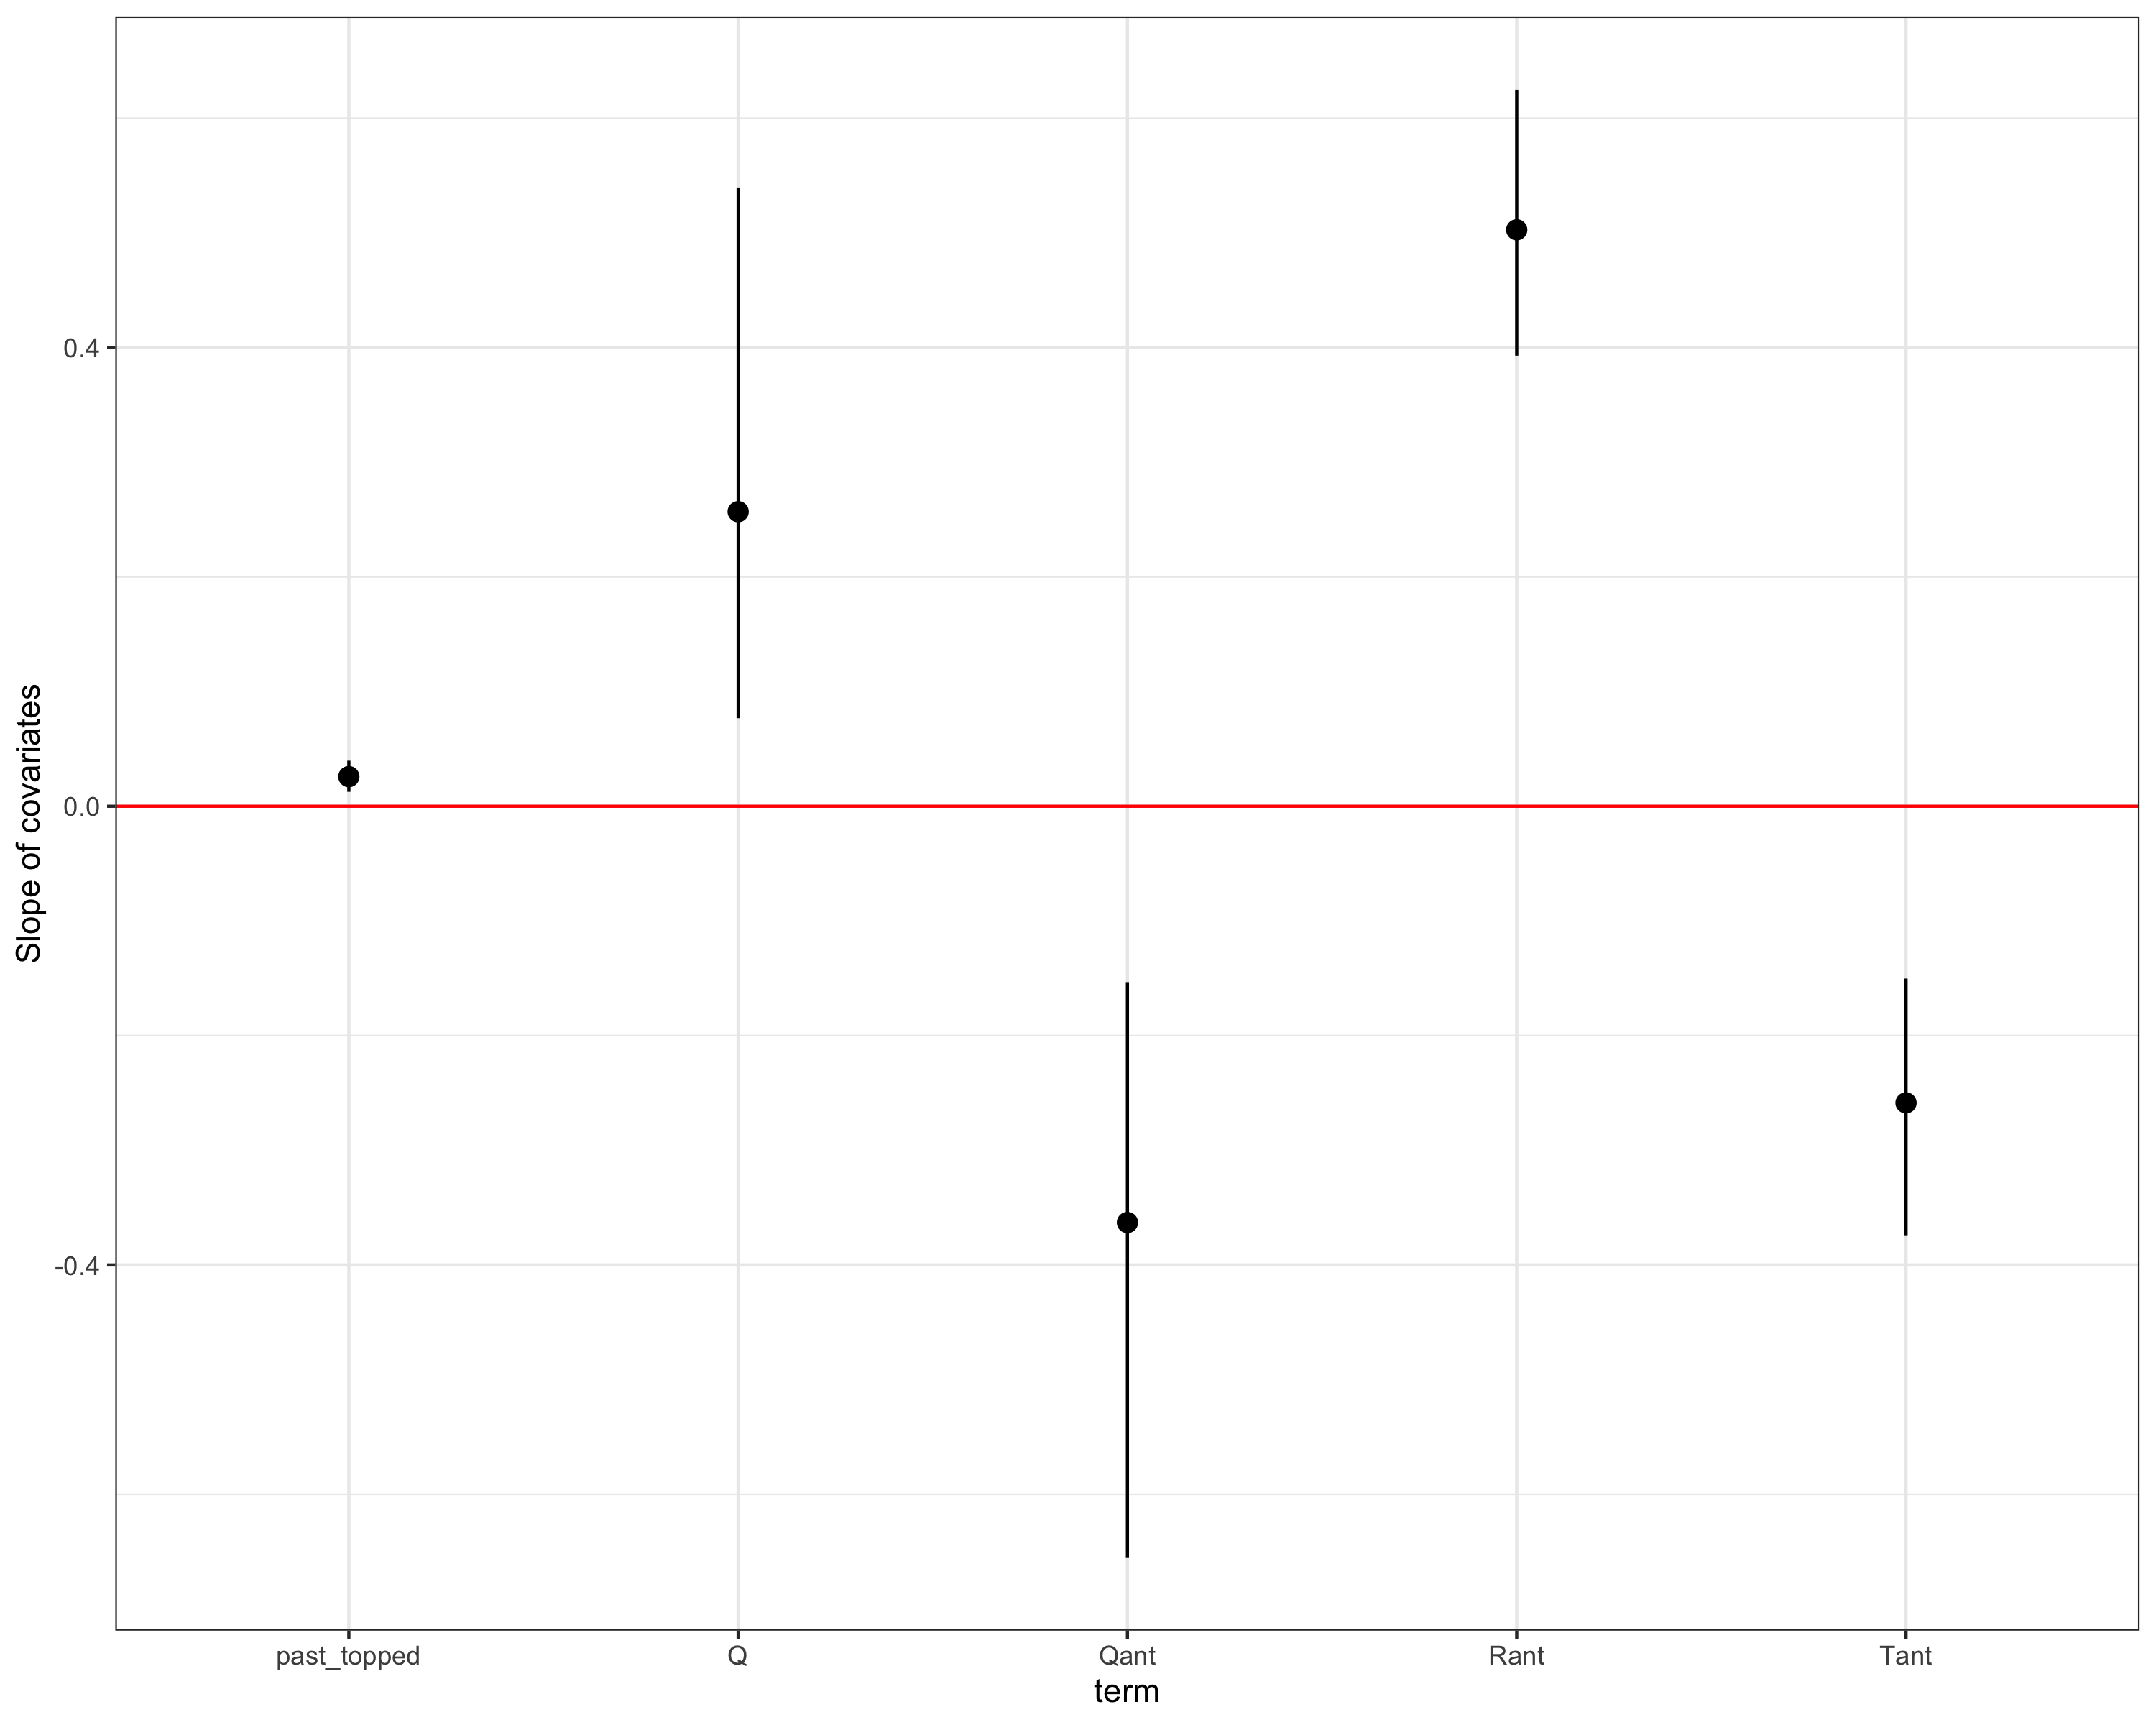 Slope of covariates
0.4
0.0
-0.4
past_topped Q Qant Rant Tant
term